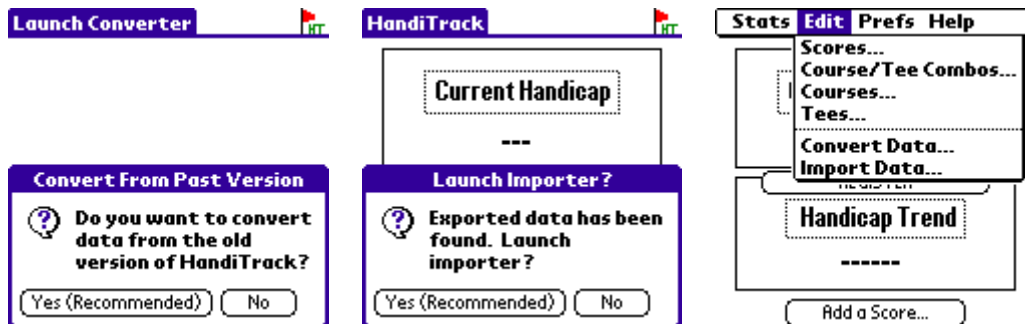 Launch Converter
HT
Convert From Past Version
Do you want to convert
data from the old
version of HandiTrack?
Yes (Recommended) No
HandiTrack
HT
Current Handicap
---
Launch Importer?
Exported data has been
found. Launch
importer?
Yes (Recommended) No
Stats Edit Prefs Help
Scores...
Course/Tee Combos...
Courses...
Tees...
Convert Data...
Import Data...
Handicap Trend
------
Add a Score...